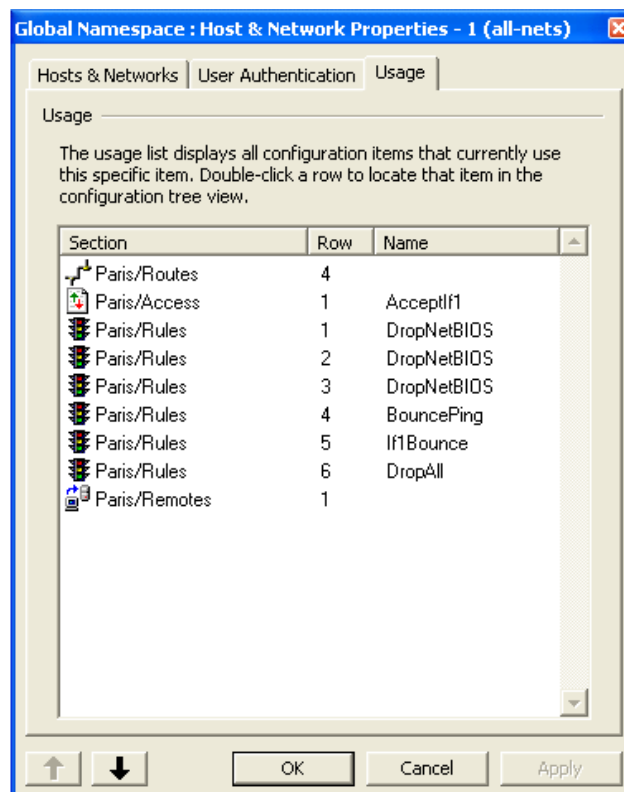 Global Namespace : Host & Network Properties - 1 (all-nets)
Hosts & Networks User Authentication Usage
Usage
The usage list displays all configuration items that currently use
this specific item. Double-click a row to locate that item in the
configuration tree view.
Section Row Name
Paris/Routes 4
Paris/Access 1 AcceptIf1
Paris/Rules 1 DropNetBIOS
Paris/Rules 2 DropNetBIOS
Paris/Rules 3 DropNetBIOS
Paris/Rules 4 BouncePing
Paris/Rules 5 If1Bounce
Paris/Rules 6 DropAll
Paris/Remotes 1
OK Cancel Apply